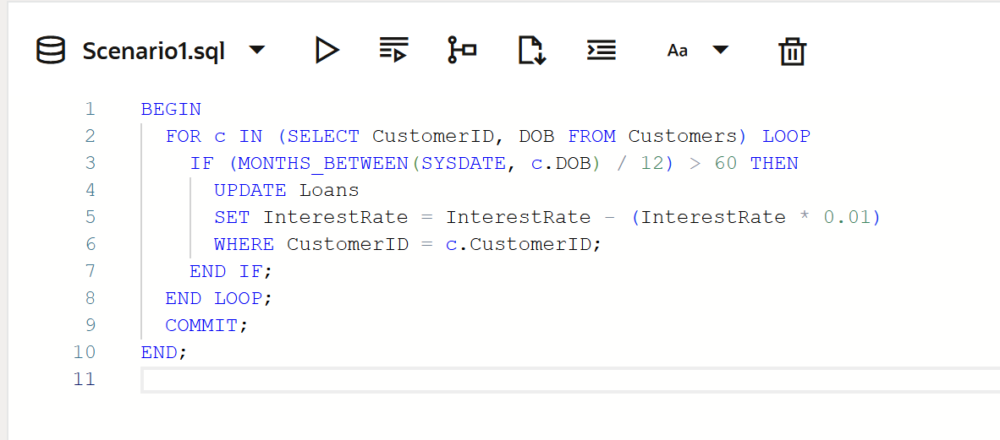 Scenario1.sql Aa
1 BEGIN
2 FOR c IN (SELECT CustomerID, DOB FROM Customers) LOOP
3 IF (MONTHS_BETWEEN(SYSDATE, c.DOB) / 12) > 60 THEN
4 UPDATE Loans
5 SET InterestRate = InterestRate - (InterestRate * 0.01)
6 WHERE CustomerID = c.CustomerID;
7 END IF;
8 END LOOP;
9 COMMIT;
10 END;
11